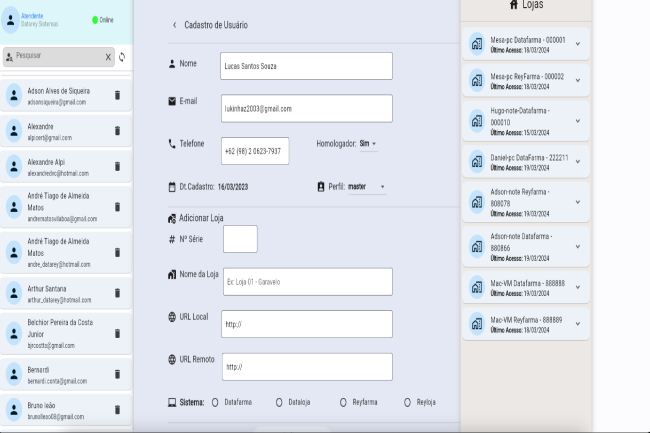 Atendente
Datarey Sistemas
Online
Pesquisar
X
Adson Alves de Siqueira
adsonsiqueira@gmail.com
Alexandre
alpicert@gmail.com
Alexandre Alpi
alexandredrc@hotmail.com
André Tiago de Almeida
Matos
andrematosvilaboa@gmail.com
André Tiago de Almeida
Matos
andre_datarey@hotmail.com
Arthur Santana
arthur_datarey@hotmail.com
Belchior Pereira da Costa
Junior
bjrcostta@gmail.com
Bernardi
bernardi.costa@gmail.com
Bruno leão
brunolleao08@gmail.com
Cadastro de Usuário
Nome
Lucas Santos Souza
E-mail
lukinhaz2003@gmail.com
Telefone
+62 (98) 2 0623-7937
Homologador: Sim
Dt.Cadastro: 16/03/2023
Perfil: master
Adicionar Loja
# Nº Série
Nome da Loja
Ex: Loja 01 - Garavelo
URL Local
http://
URL Remoto
http://
Sistema:
Datafarma
Dataloja
Reyfarma
Reyloja
Lojas
Mesa-pc Datafarma - 000001
Último Acesso: 18/03/2024
Mesa-pc ReyFarma - 000002
Último Acesso: 18/03/2024
Hugo-note-Datafarma -
000010
Último Acesso: 15/03/2024
Daniel-pc DataForma - 222211
Último Acesso: 19/03/2024
Adson-note Reyfarma -
808078
Último Acesso: 19/03/2024
Adson-note Datafarma -
880866
Último Acesso: 19/03/2024
Mac-VM Datafarma - 888888
Último Acesso: 19/03/2024
Mac-VM Reyfarma - 888889
Último Acesso: 18/03/2024